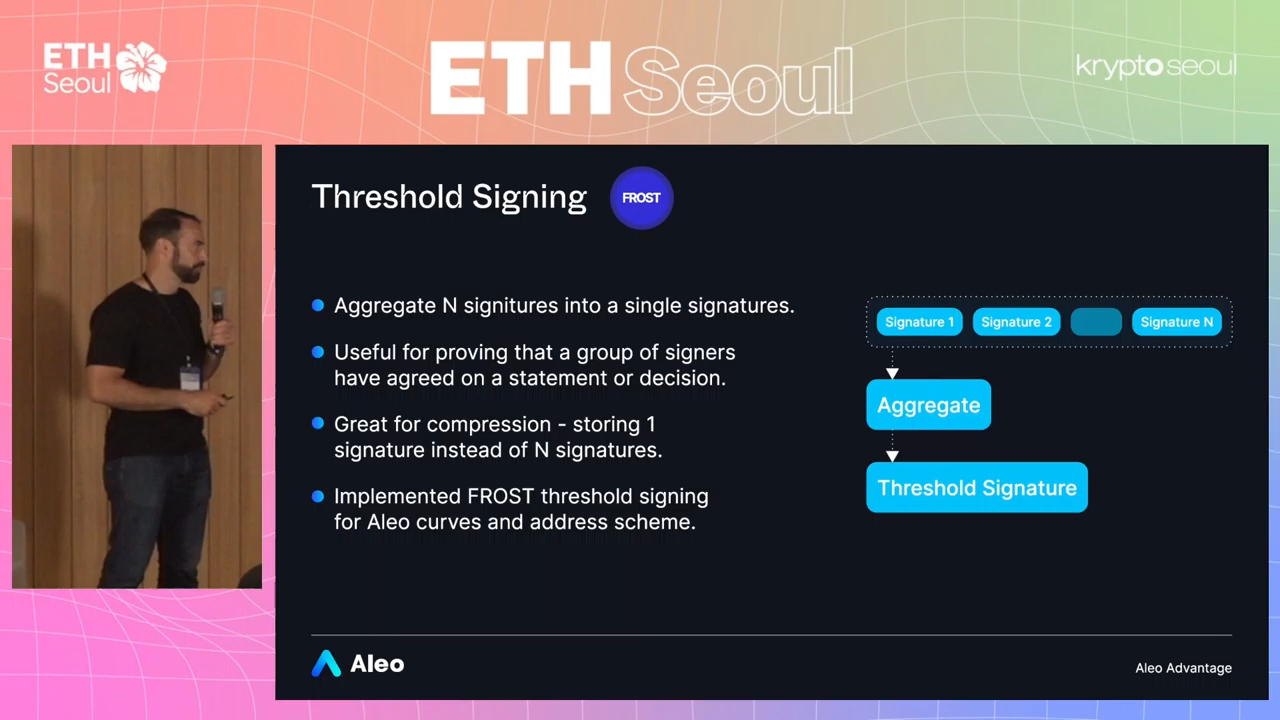 ETH
Seoul
ETH Seoul
kryptoseoul
Threshold Signing
FROST
Aggregate N signitures into a single signatures.
Useful for proving that a group of signers
have agreed on a statement or decision.
Great for compression - storing 1
signature instead of N signatures.
Implemented FROST threshold signing
for Aleo curves and address scheme.
Signature 1
Signature 2
Signature N
Aggregate
Threshold Signature
Aleo
Aleo Advantage